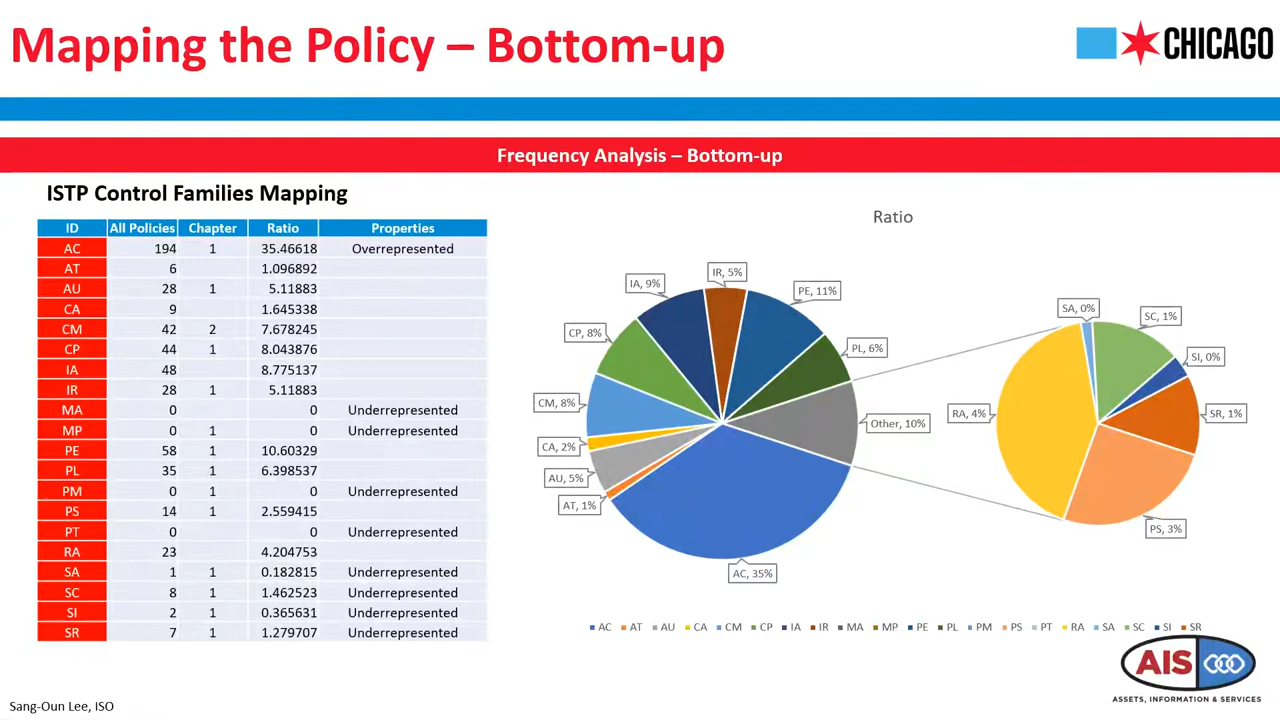 Mapping the Policy – Bottom-up
CHICAGO
Frequency Analysis – Bottom-up
ISTP Control Families Mapping
ID All Policies Chapter Ratio Properties
AC 194 1 35.46618 Overrepresented
AT 6 1.096892
AU 28 1 5.11883
CA 9 1.645338
CM 42 2 7.678245
CP 44 1 8.043876
IA 48 8.775137
IR 28 1 5.11883
MA 0 0 Underrepresented
MP 0 1 0 Underrepresented
PE 58 1 10.60329
PL 35 1 6.398537
PM 0 1 0 Underrepresented
PS 14 1 2.559415
PT 0 0 Underrepresented
RA 23 4.204753
SA 1 1 0.182815 Underrepresented
SC 8 1 1.462523 Underrepresented
SI 2 1 0.365631 Underrepresented
SR 7 1 1.279707 Underrepresented
Ratio
IR, 5%
IA, 9%
PE, 11%
CP, 8%
PL, 6%
CM, 8%
Other, 10%
CA, 2%
AU, 5%
AT, 1%
AC, 35%
SA, 0%
SC, 1%
SI, 0%
RA, 4%
SR, 1%
PS, 3%
AC AT AU CA CM CP IA IR MA MP PE PL PM PS PT RA SA SC SI SR
AIS
ASSETS, INFORMATION & SERVICES
Sang-Oun Lee, ISO